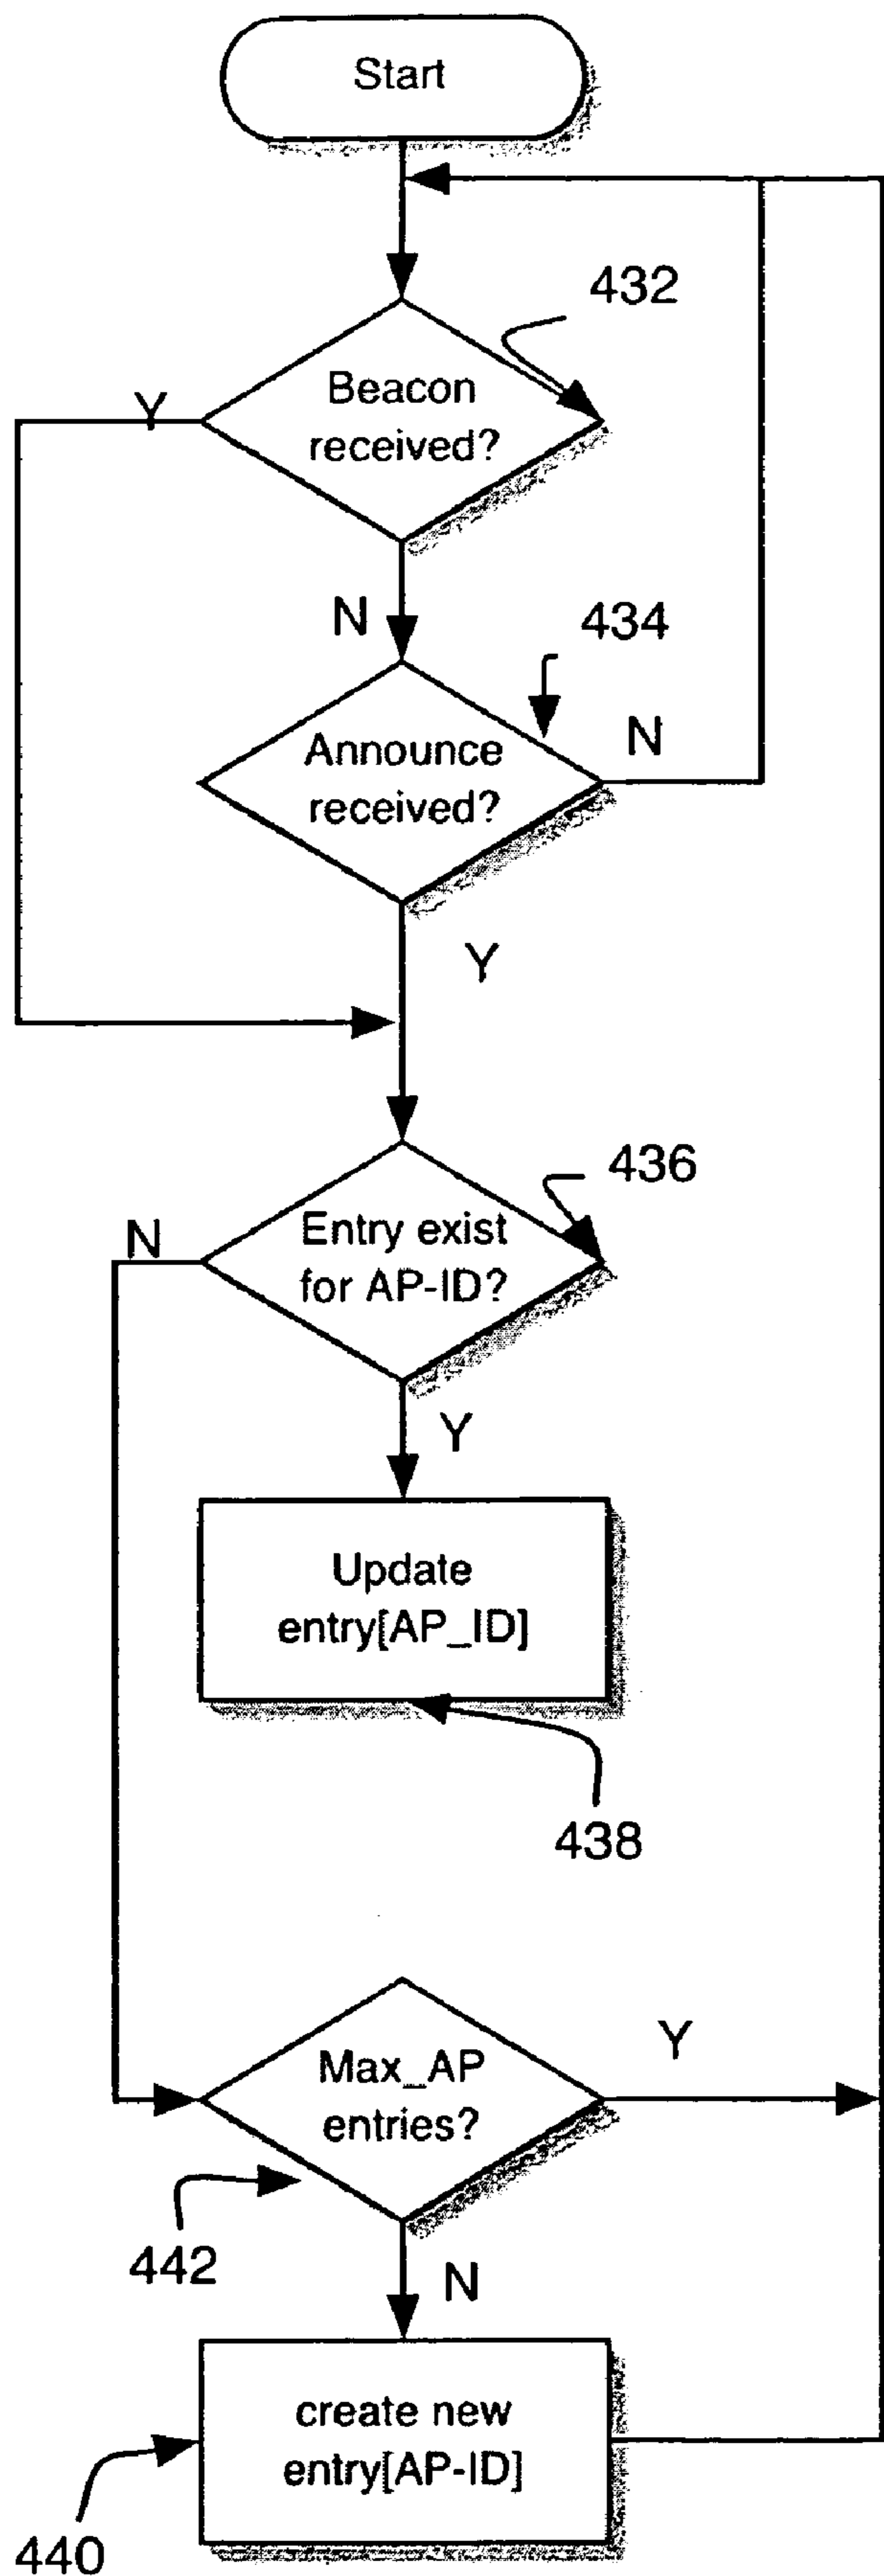 Start
432
Beacon
received?
Y
N
434
Announce
received?
N
Y
436
Entry exist
for AP-ID?
N
Y
Update
entry[AP_ID]
438
Max_AP
entries?
Y
442
N
create new
entry[AP-ID]
440